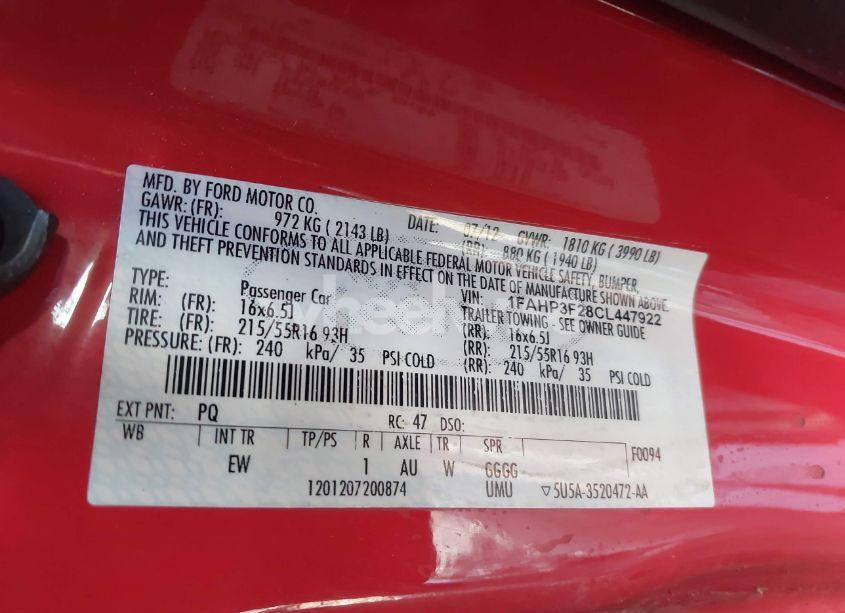 MFD. BY FORD MOTOR CO. DATE: 07/12 GVWR: 1810 KG ( 3990 LB)
GAWR: (FR): 972 KG ( 2143 LB) (RR): 880 KG ( 1940 LB)
THIS VEHICLE CONFORMS TO ALL APPLICABLE FEDERAL MOTOR VEHICLE SAFETY, BUMPER,
AND THEFT PREVENTION STANDARDS IN EFFECT ON THE DATE OF MANUFACTURE SHOWN ABOVE.
VIN: 1FAHP3F28CL447922
TYPE: Passenger Car TRAILER TOWING - SEE OWNER GUIDE
RIM: (FR): 16x6.5J (RR): 16x6.5J
TIRE: (FR): 215/55R16 93H (RR): 215/55R16 93H
PRESSURE: (FR): 240 kPa/ 35 PSI COLD (RR): 240 kPa/ 35 PSI COLD
EXT PNT: PQ RC: 47 DSO:
WB INT TR TP/PS R AXLE TR SPR F0094
EW 1 AU W GGGG
1201207200874 UMU ▽5U5A-3520472-AA